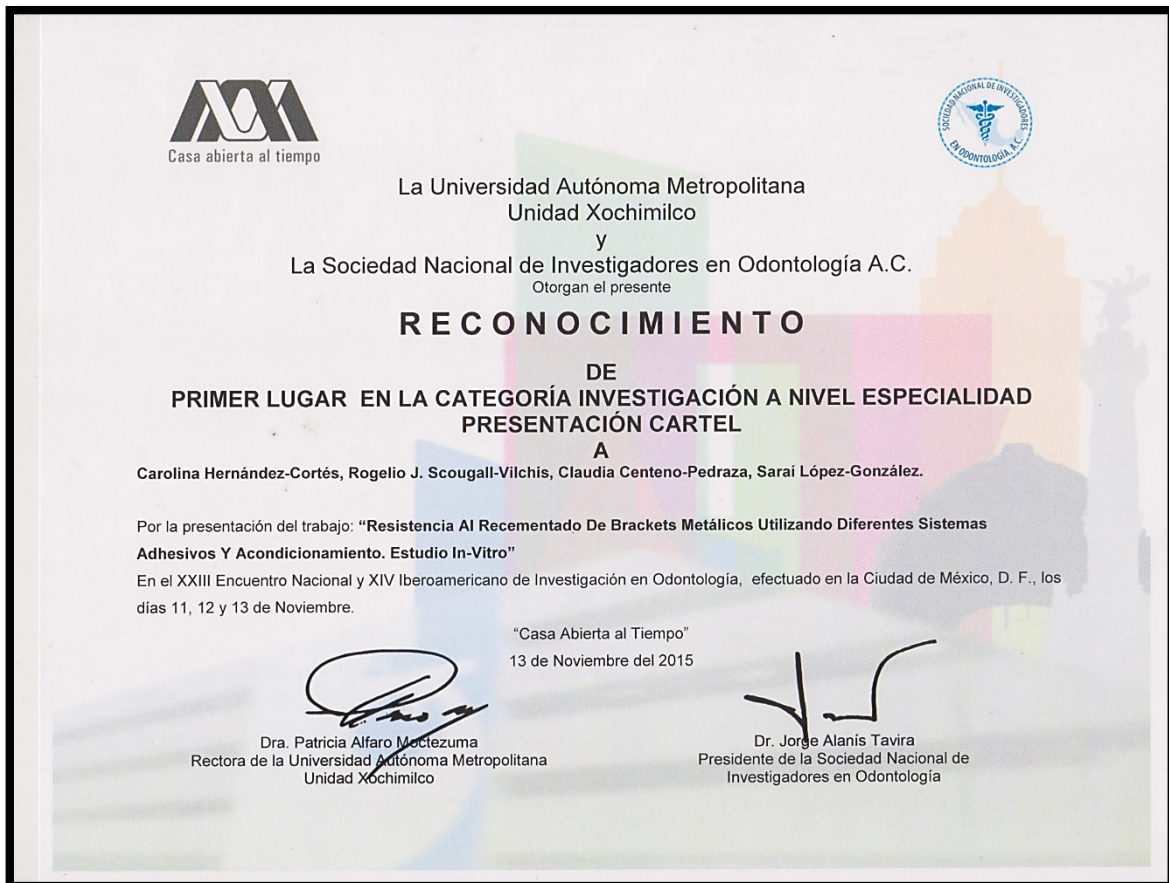 Casa abierta al tiempo
SOCIEDAD NACIONAL DE INVESTIGADORES
EN ODONTOLOGÍA, A.C.
La Universidad Autónoma Metropolitana
Unidad Xochimilco
y
La Sociedad Nacional de Investigadores en Odontología A.C.
Otorgan el presente
RECONOCIMIENTO
DE
PRIMER LUGAR EN LA CATEGORÍA INVESTIGACIÓN A NIVEL ESPECIALIDAD
PRESENTACIÓN CARTEL
A
Carolina Hernández-Cortés, Rogelio J. Scougall-Vilchis, Claudia Centeno-Pedraza, Saraí López-González.
Por la presentación del trabajo: “Resistencia Al Recementado De Brackets Metálicos Utilizando Diferentes Sistemas
Adhesivos Y Acondicionamiento. Estudio In-Vitro”
En el XXIII Encuentro Nacional y XIV Iberoamericano de Investigación en Odontología, efectuado en la Ciudad de México, D. F., los
días 11, 12 y 13 de Noviembre.
“Casa Abierta al Tiempo”
13 de Noviembre del 2015
Dra. Patricia Alfaro Moctezuma
Rectora de la Universidad Autónoma Metropolitana
Unidad Xochimilco
Dr. Jorge Alanís Tavira
Presidente de la Sociedad Nacional de
Investigadores en Odontología